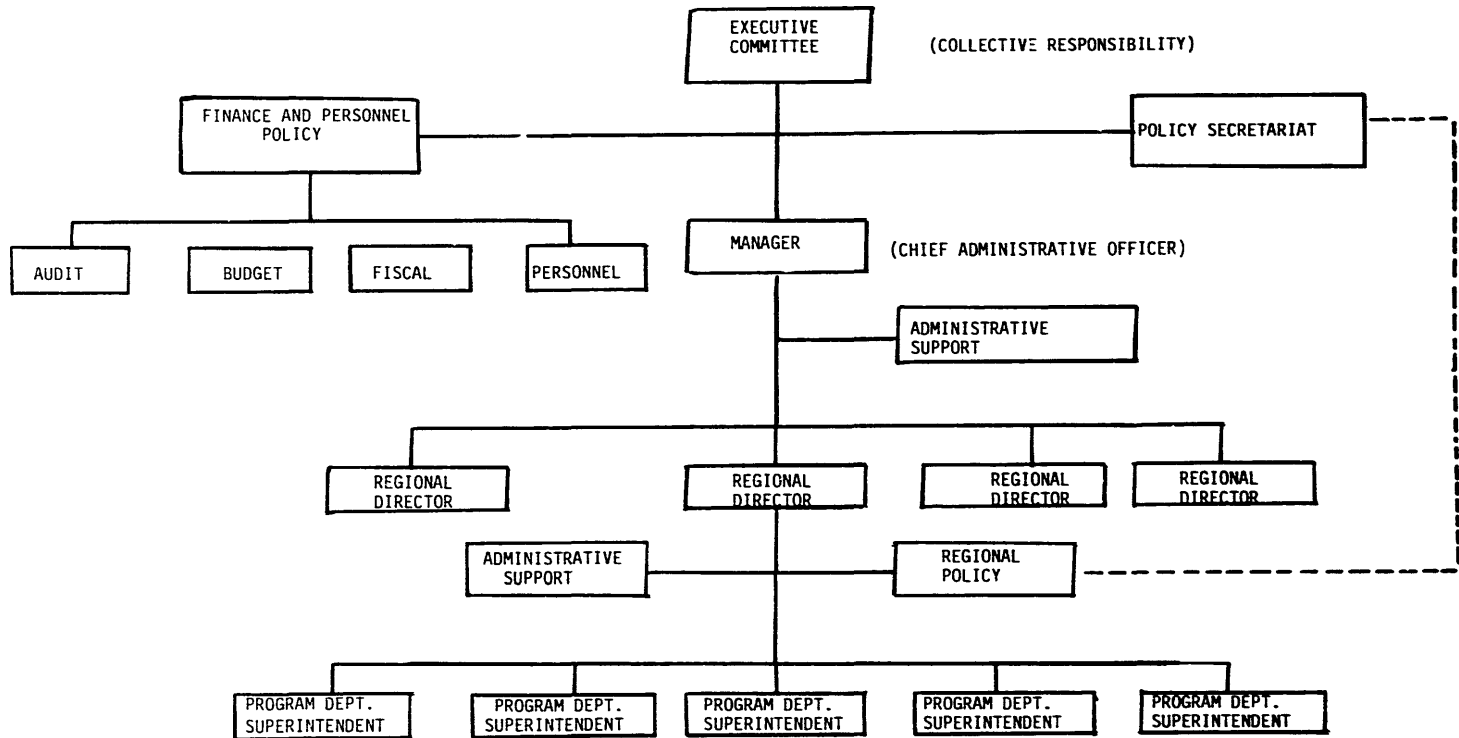 EXECUTIVE
COMMITTEE
(COLLECTIVE RESPONSIBILITY)
FINANCE AND PERSONNEL
POLICY
POLICY SECRETARIAT
MANAGER
(CHIEF ADMINISTRATIVE OFFICER)
AUDIT
BUDGET
FISCAL
PERSONNEL
ADMINISTRATIVE
SUPPORT
REGIONAL
DIRECTOR
REGIONAL
DIRECTOR
REGIONAL
DIRECTOR
REGIONAL
DIRECTOR
ADMINISTRATIVE
SUPPORT
REGIONAL
POLICY
PROGRAM DEPT.
SUPERINTENDENT
PROGRAM DEPT.
SUPERINTENDENT
PROGRAM DEPT.
SUPERINTENDENT
PROGRAM DEPT.
SUPERINTENDENT
PROGRAM DEPT.
SUPERINTENDENT